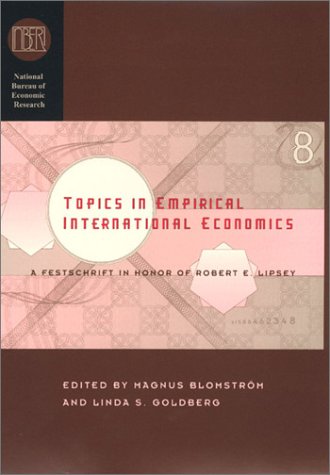 NBER
National
Bureau of
Economic
Research
8
TOPICS IN EMPIRICAL
INTERNATIONAL ECONOMICS
A FESTSCHRIFT IN HONOR OF ROBERT E. LIPSEY
EDITED BY MAGNUS BLOMSTRÖM
AND LINDA S. GOLDBERG